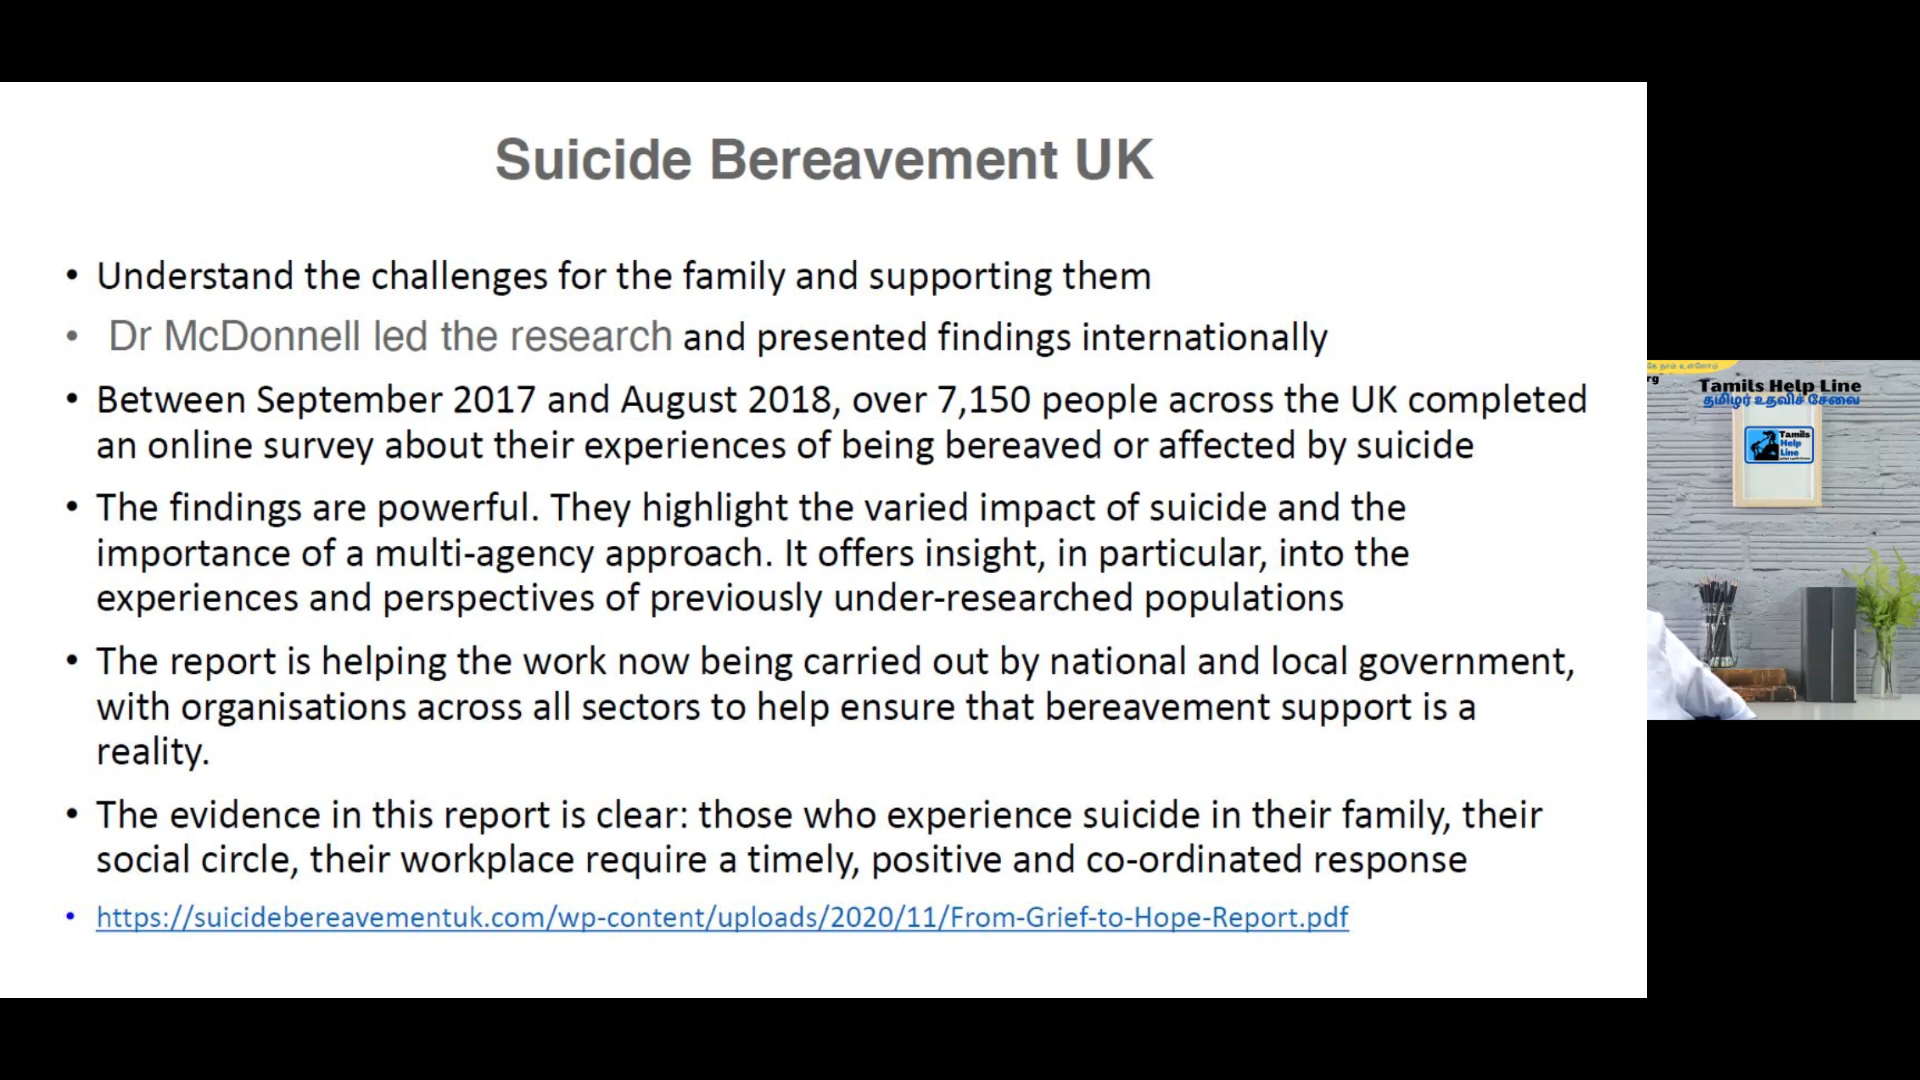 Suicide Bereavement UK
• Understand the challenges for the family and supporting them
• Dr McDonnell led the research and presented findings internationally
• Between September 2017 and August 2018, over 7,150 people across the UK completed
an online survey about their experiences of being bereaved or affected by suicide
• The findings are powerful. They highlight the varied impact of suicide and the
importance of a multi-agency approach. It offers insight, in particular, into the
experiences and perspectives of previously under-researched populations
• The report is helping the work now being carried out by national and local government,
with organisations across all sectors to help ensure that bereavement support is a
reality.
• The evidence in this report is clear: those who experience suicide in their family, their
social circle, their workplace require a timely, positive and co-ordinated response
• https://suicidebereavementuk.com/wp-content/uploads/2020/11/From-Grief-to-Hope-Report.pdf
நாம் உள்ளோம்
rg
Tamils Help Line
தமிழர் உதவிச் சேவை
Tamils
Help
Line